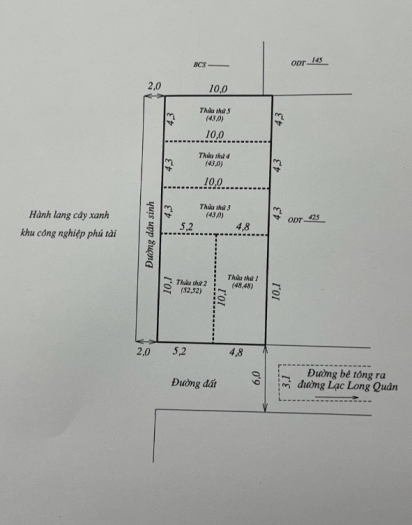 BCS
ODT 145
2,0
10,0
4,3
Thửa thứ 5
(43,0)
4,3
10,0
4,3
Thửa thứ 4
(43,0)
4,3
10,0
Hành lang cây xanh
khu công nghiệp phú tài
Đường dân sinh
4,3
Thửa thứ 3
(43,0)
4,3
ODT 425
5,2
4,8
10,1
Thửa thứ 2
(52,52)
10,1
Thửa thứ 1
(48,48)
10,1
2,0
5,2
4,8
Đường đất
6,0
3,1
Đường bê tông ra
đường Lạc Long Quân